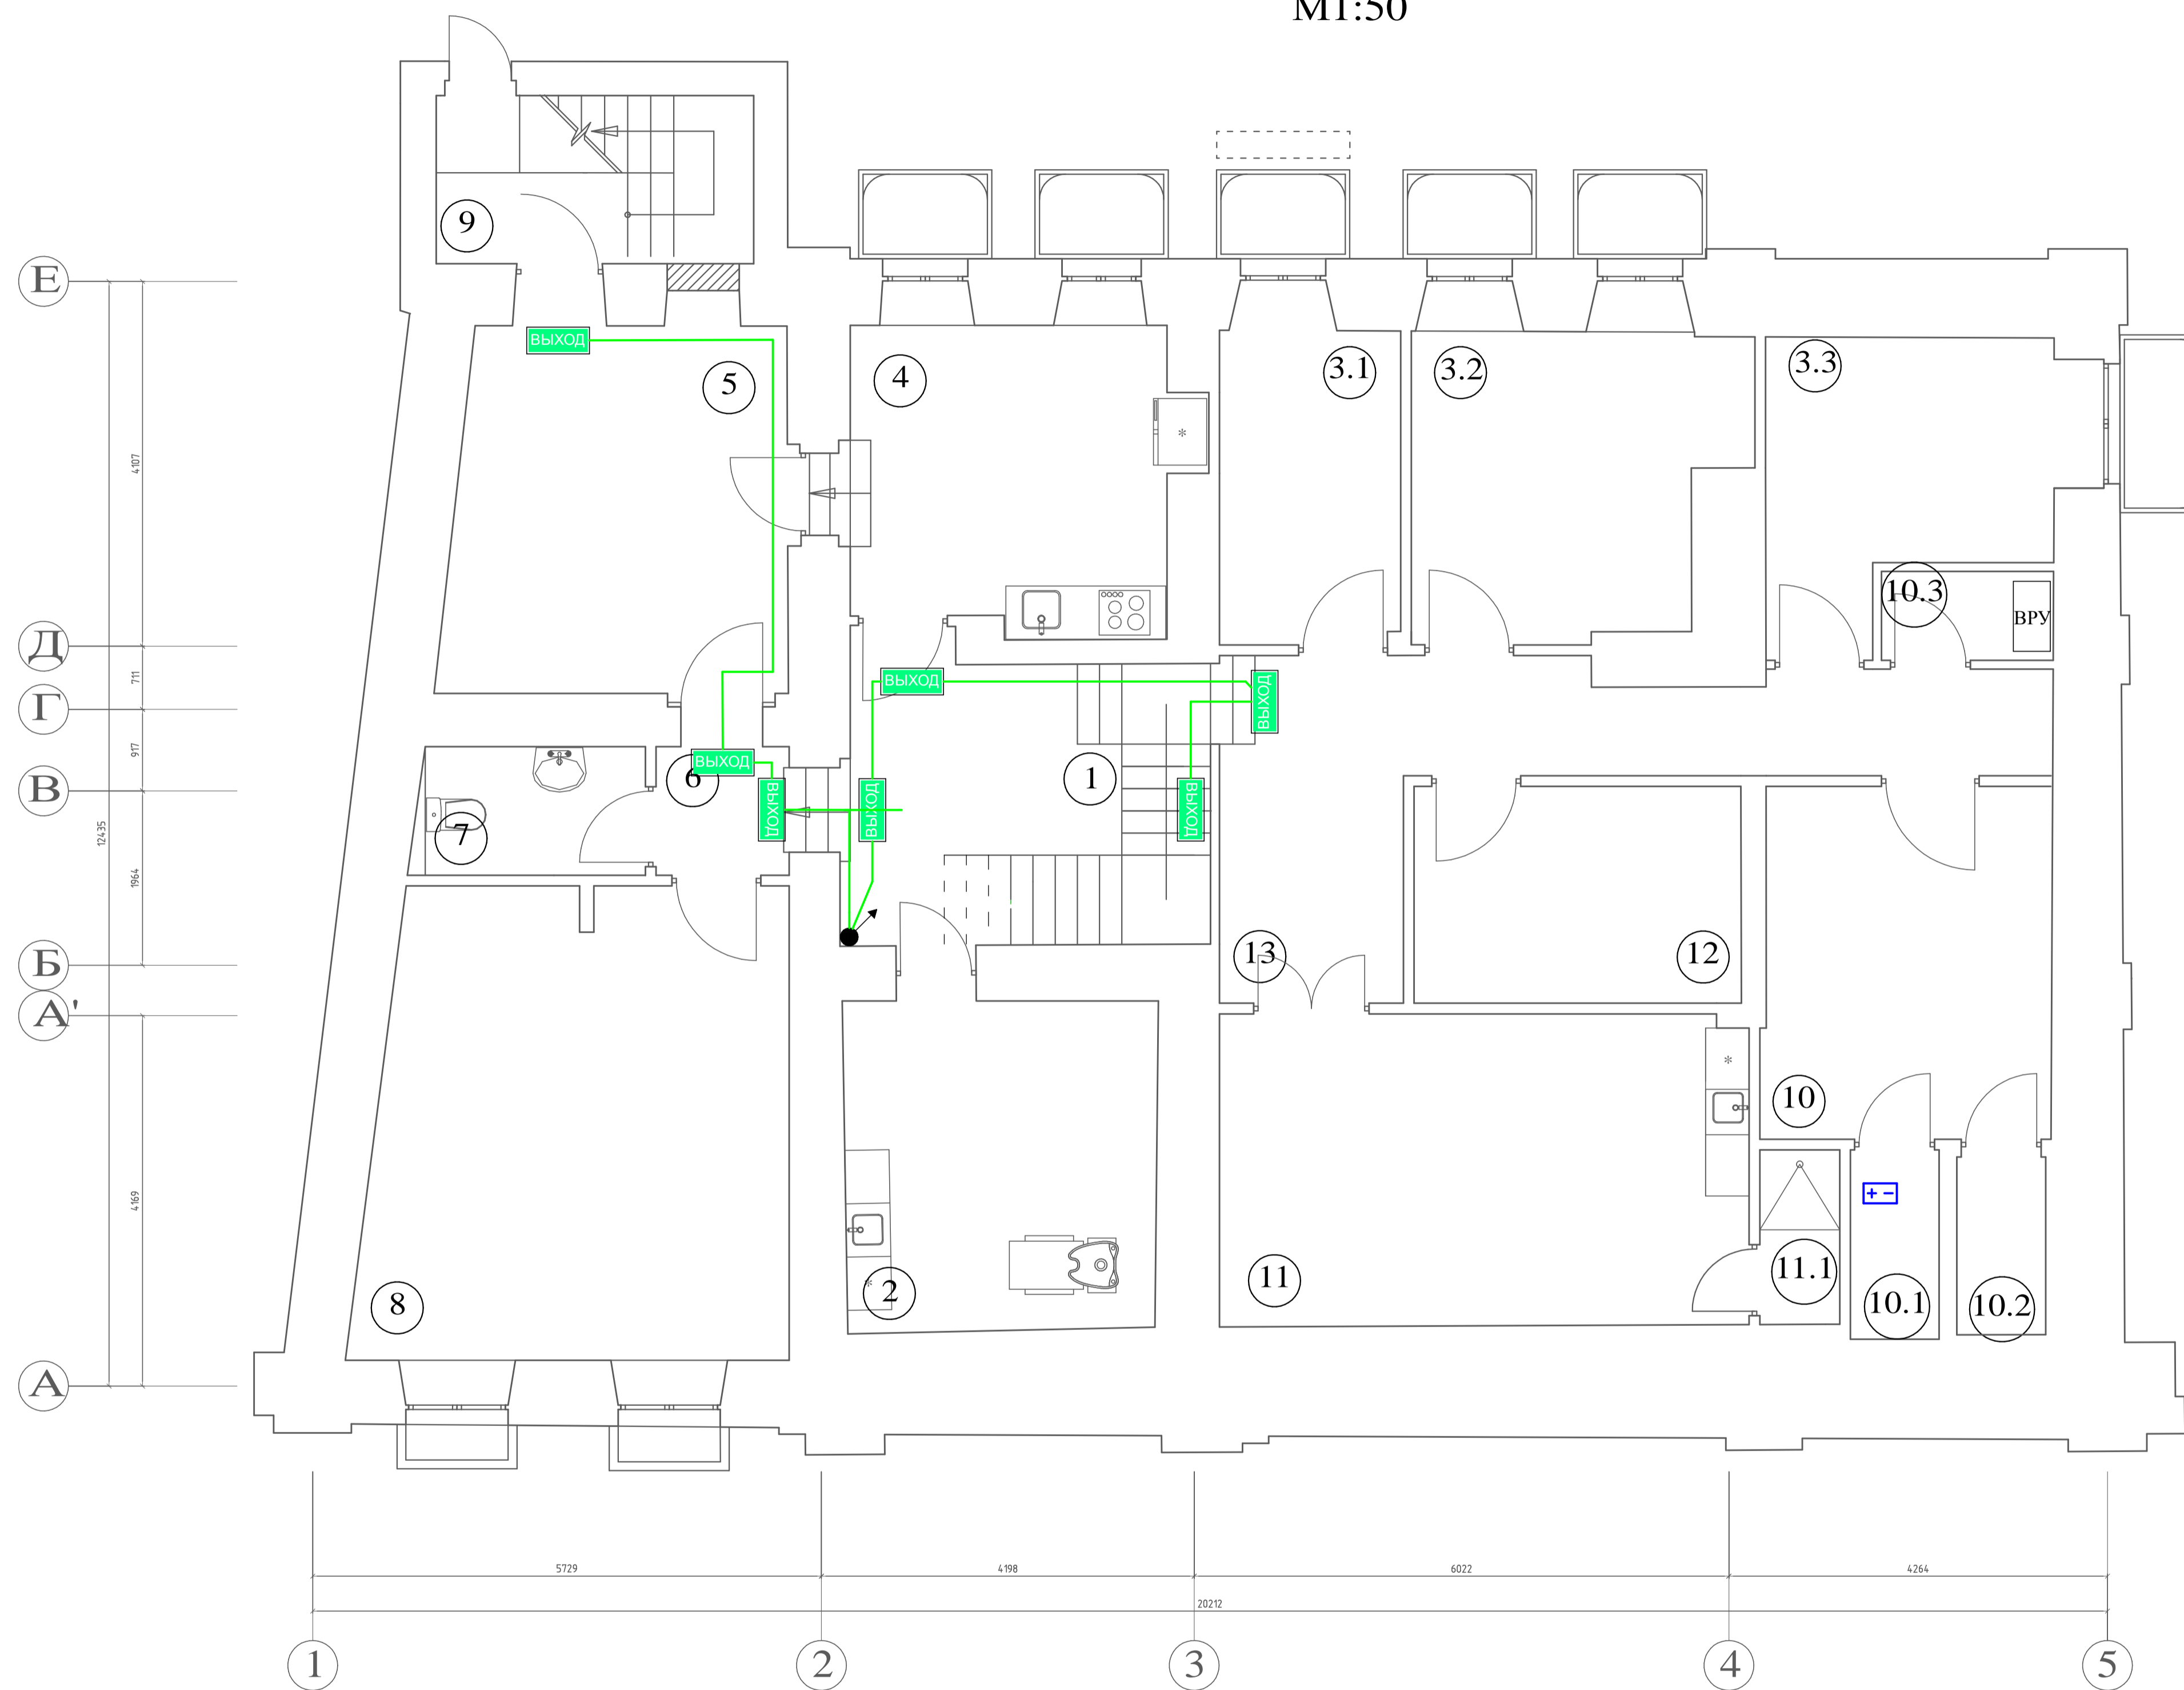 М1:50
9
Е
ВЫХОД
5
4
3.1
3.2
3.3
*
4107
10.3
ВРУ
Д
711
ВЫХОД
ВЫХОД
Г
917
ВЫХОД
6
1
В
ВЫХОД
ВЫХОД
ВЫХОД
7
12435
1964
13
12
Б
А'
*
10
4169
+ -
11
11.1
* 2
8
10.1
10.2
А
5729
4198
6022
4264
20212
1
2
3
4
5